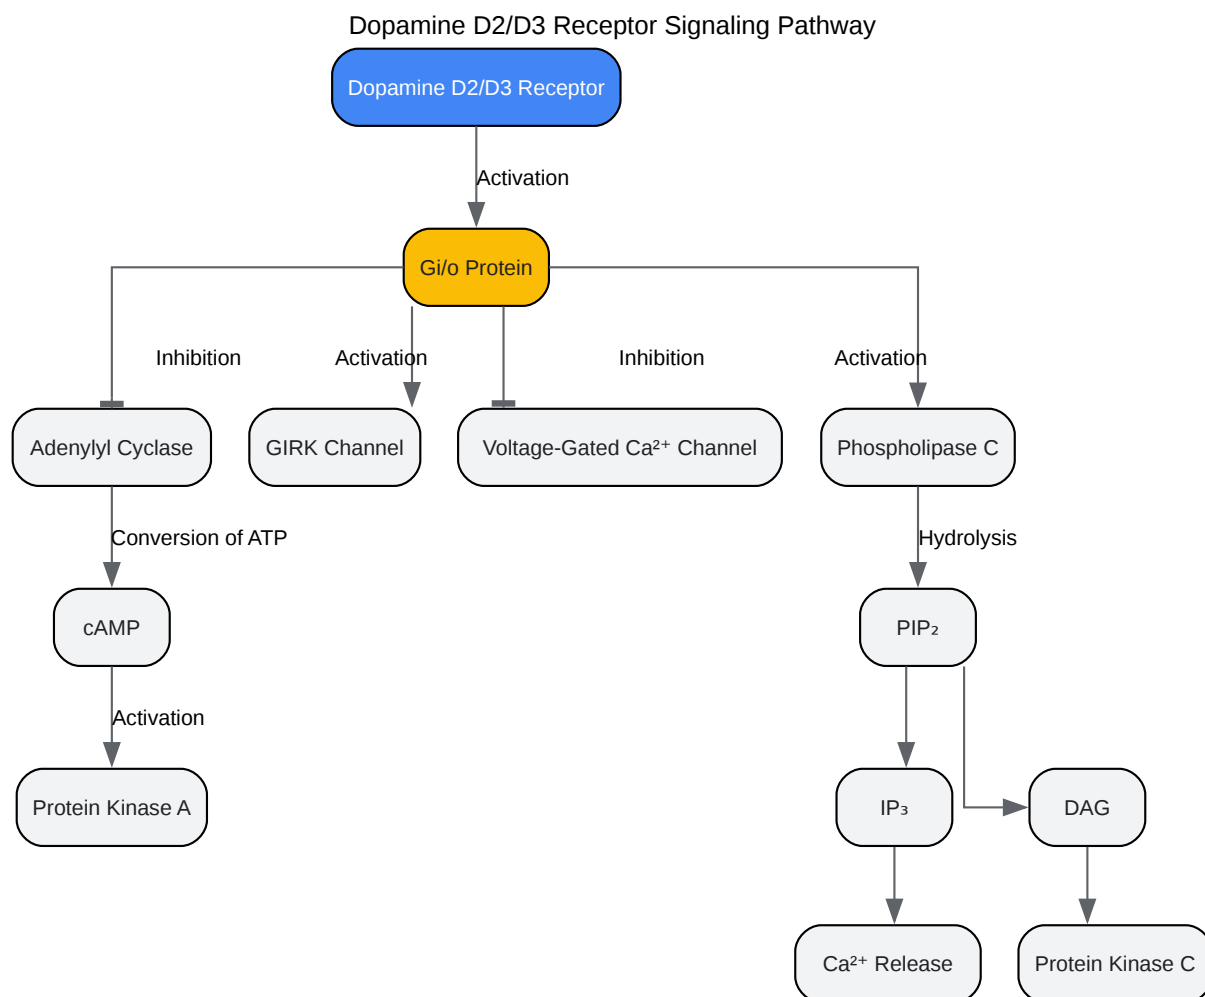 Dopamine D2/D3 Receptor Signaling Pathway
Dopamine D2/D3 Receptor
Activation
Gi/o Protein
Inhibition
Activation
Inhibition
Activation
Adenylyl Cyclase
GIRK Channel
Voltage-Gated Ca²⁺ Channel
Phospholipase C
Conversion of ATP
Hydrolysis
cAMP
PIP₂
Activation
Protein Kinase A
IP₃
DAG
Ca²⁺ Release
Protein Kinase C